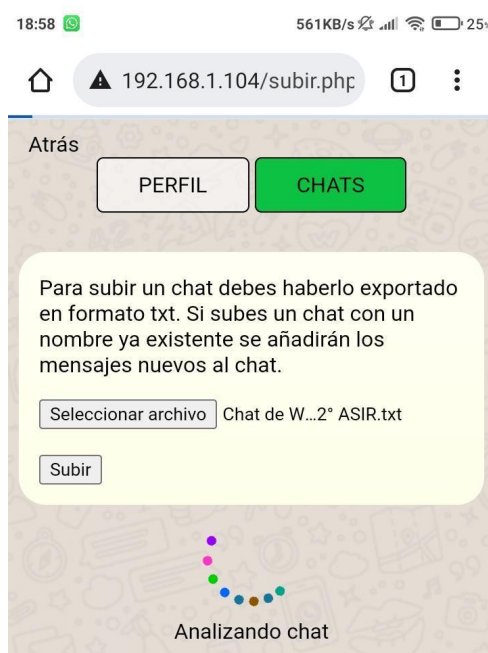 18:58 561KB/s 25%
192.168.1.104/subir.php 1
Atrás
PERFIL CHATS
Para subir un chat debes haberlo exportado
en formato txt. Si subes un chat con un
nombre ya existente se añadirán los
mensajes nuevos al chat.
Seleccionar archivo Chat de W...2° ASIR.txt
Subir
Analizando chat